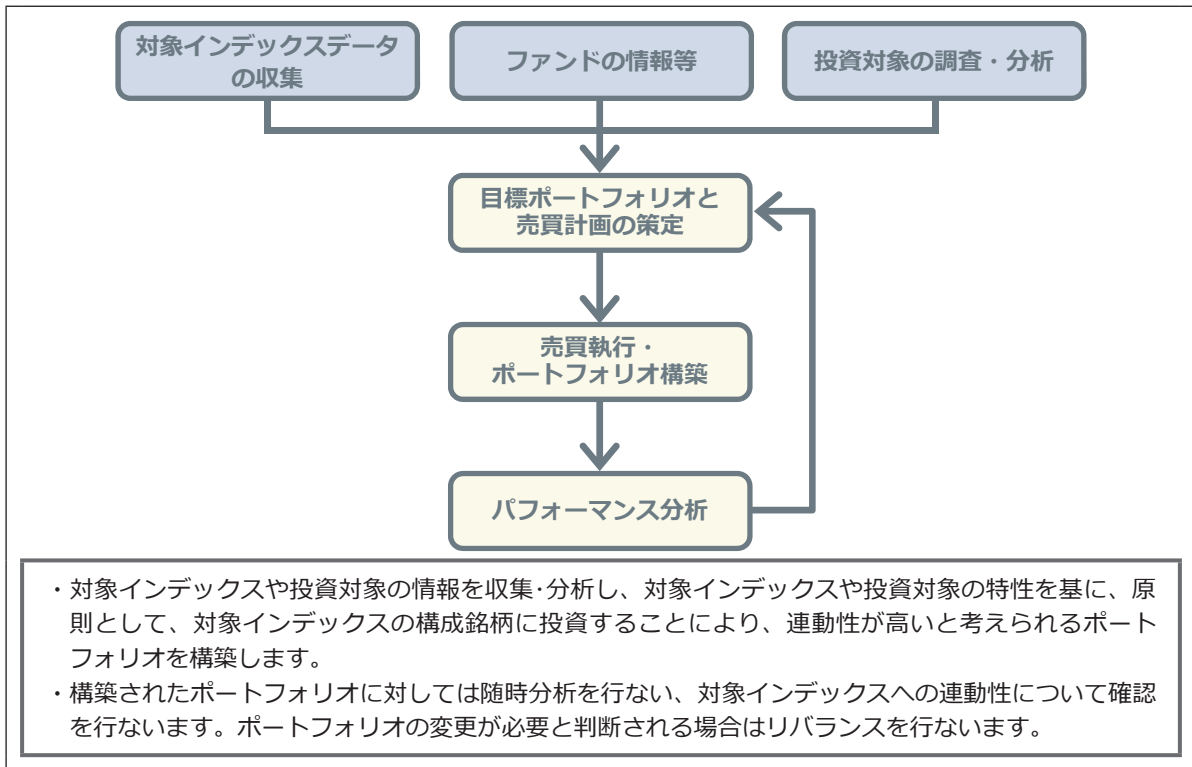 対象インデックスデータ
の収集
ファンドの情報等
投資対象の調査・分析
目標ポートフォリオと
売買計画の策定
売買執行・
ポートフォリオ構築
パフォーマンス分析
・対象インデックスや投資対象の情報を収集･分析し、対象インデックスや投資対象の特性を基に、原
則として、対象インデックスの構成銘柄に投資することにより、連動性が高いと考えられるポート
フォリオを構築します。
・構築されたポートフォリオに対しては随時分析を行ない、対象インデックスへの連動性について確認
を行ないます。ポートフォリオの変更が必要と判断される場合はリバランスを行ないます。